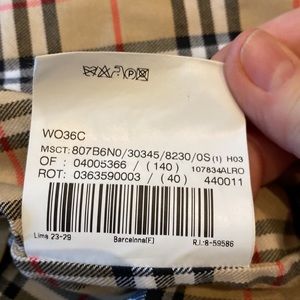 WO36C
MSCT: 807B6N0/30345/8230/0S (1) H03
OF : 04005366 / (140) 107834ALRO
ROT: 0363590003 / (40) 440011
Lima 23-29 Barcelona(E) R.I.:8-59586